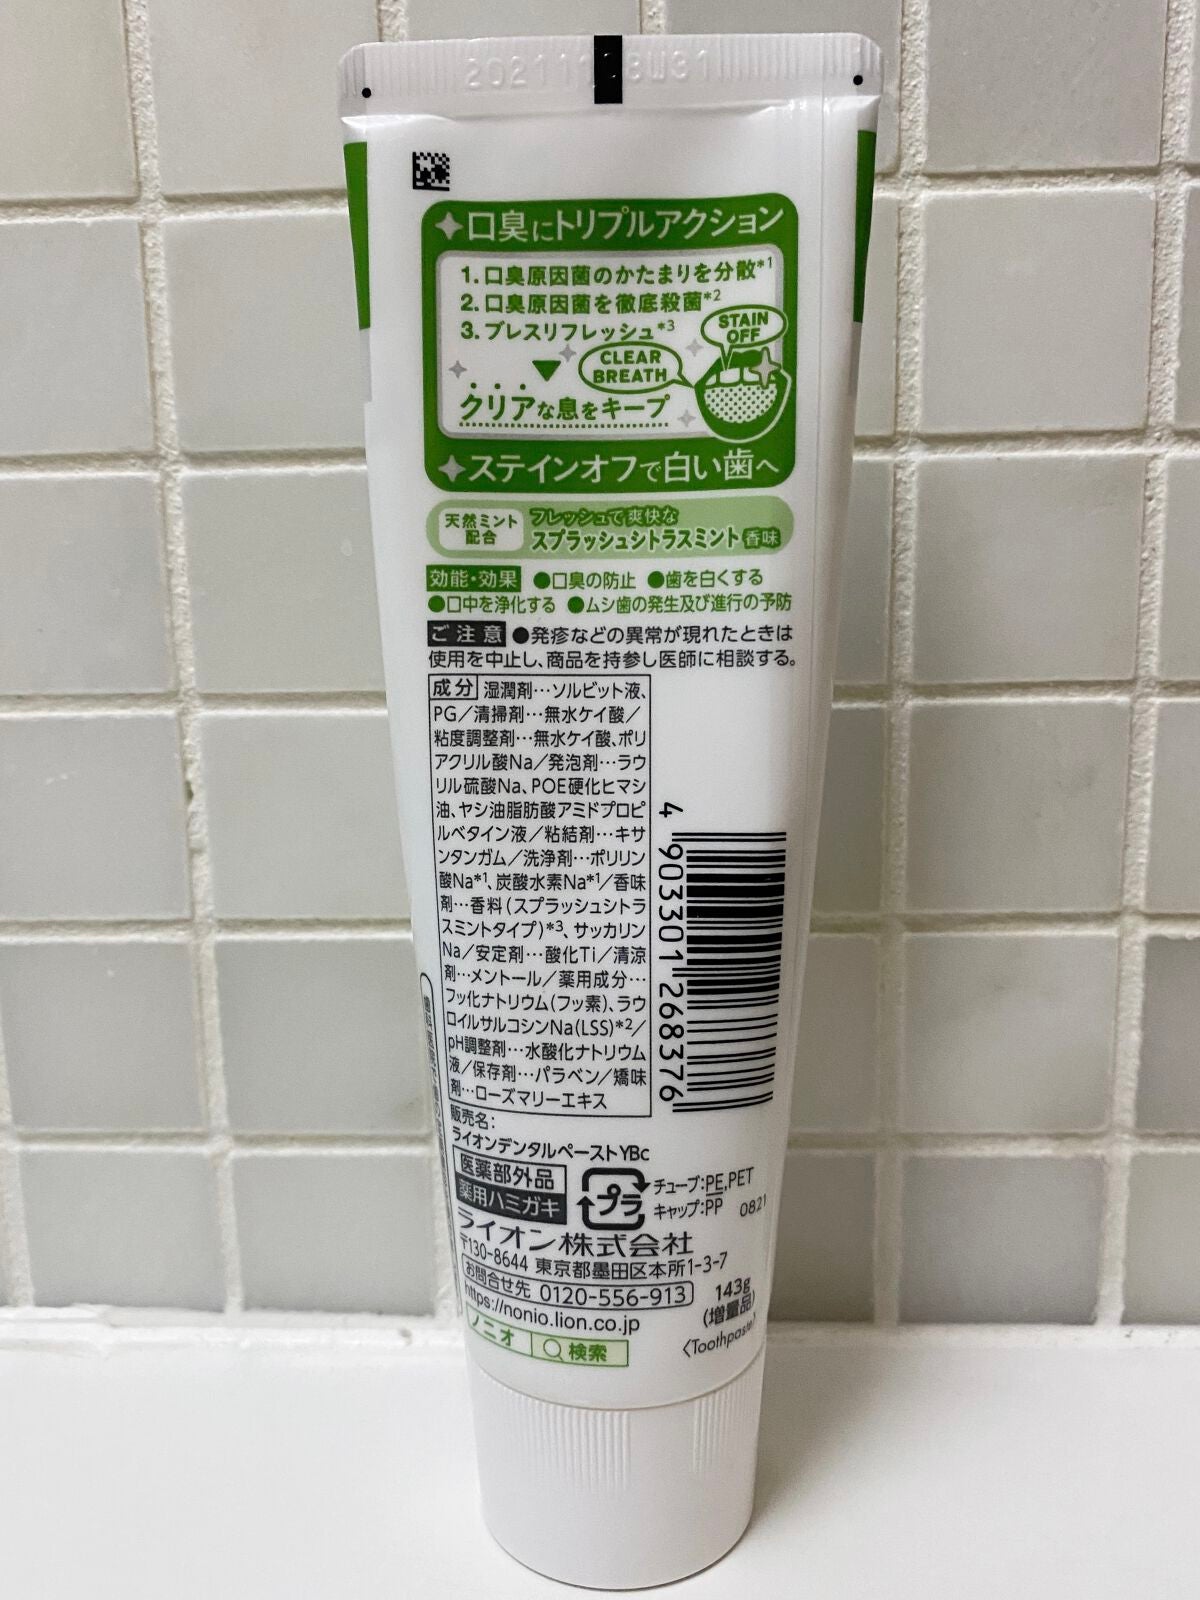 口臭にトリプルアクション
1. 口臭原因菌のかたまりを分散*1
2. 口臭原因菌を徹底殺菌*2
3. ブレスリフレッシュ*3
STAIN
OFF
CLEAR
BREATH
クリアな息をキープ
ステインオフで白い歯へ
天然ミント
配合
フレッシュで爽快な
スプラッシュシトラスミント香味
効能・効果 ●口臭の防止 ●歯を白くする
●口中を浄化する ●ムシ歯の発生及び進行の予防
ご注意 ●発疹などの異常が現れたときは
使用を中止し、商品を持参し医師に相談する。
成分 湿潤剤…ソルビット液、
PG/清掃剤…無水ケイ酸/
粘度調整剤…無水ケイ酸、ポリ
アクリル酸Na/発泡剤…ラウ
リル硫酸Na、POE硬化ヒマシ
油、ヤシ油脂肪酸アミドプロピ
ルベタイン液/粘結剤…キサ
ンタンガム/洗浄剤…ポリリン
酸Na*1、炭酸水素Na*1/香味
剤…香料(スプラッシュシトラ
スミントタイプ)*3、サッカリン
Na/安定剤…酸化Ti/清涼
剤…メントール/薬用成分…
フッ化ナトリウム(フッ素)、ラウ
ロイルサルコシンNa(LSS)*2/
pH調整剤…水酸化ナトリウム
液/保存剤…パラベン/矯味
剤…ローズマリーエキス
4 903301 268376
販売名:
ライオンデンタルペーストYBc
医薬部外品
薬用ハミガキ
プラ
チューブ:PE,PET
キャップ:PP 0821
ライオン株式会社
〒130-8644 東京都墨田区本所1-3-7
お問合せ先 0120-556-913
https://nonio.lion.co.jp
143g
(増量品)
〈Toothpaste〉
ノニオ 検索